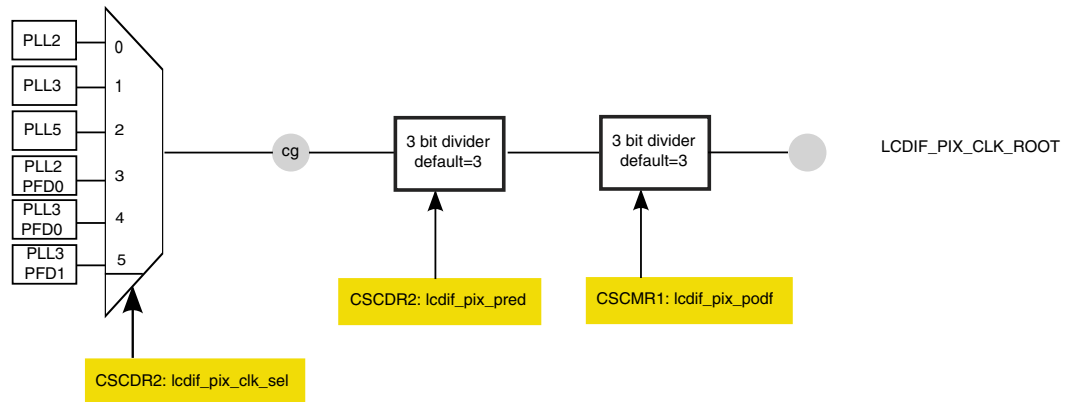 PLL2
0
PLL3
1
PLL5
2
PLL2
PFD0
3
PLL3
PFD0
4
PLL3
PFD1
5
cg
3 bit divider
default=3
3 bit divider
default=3
LCDIF_PIX_CLK_ROOT
CSCDR2: lcdif_pix_pred
CSCMR1: lcdif_pix_podf
CSCDR2: lcdif_pix_clk_sel